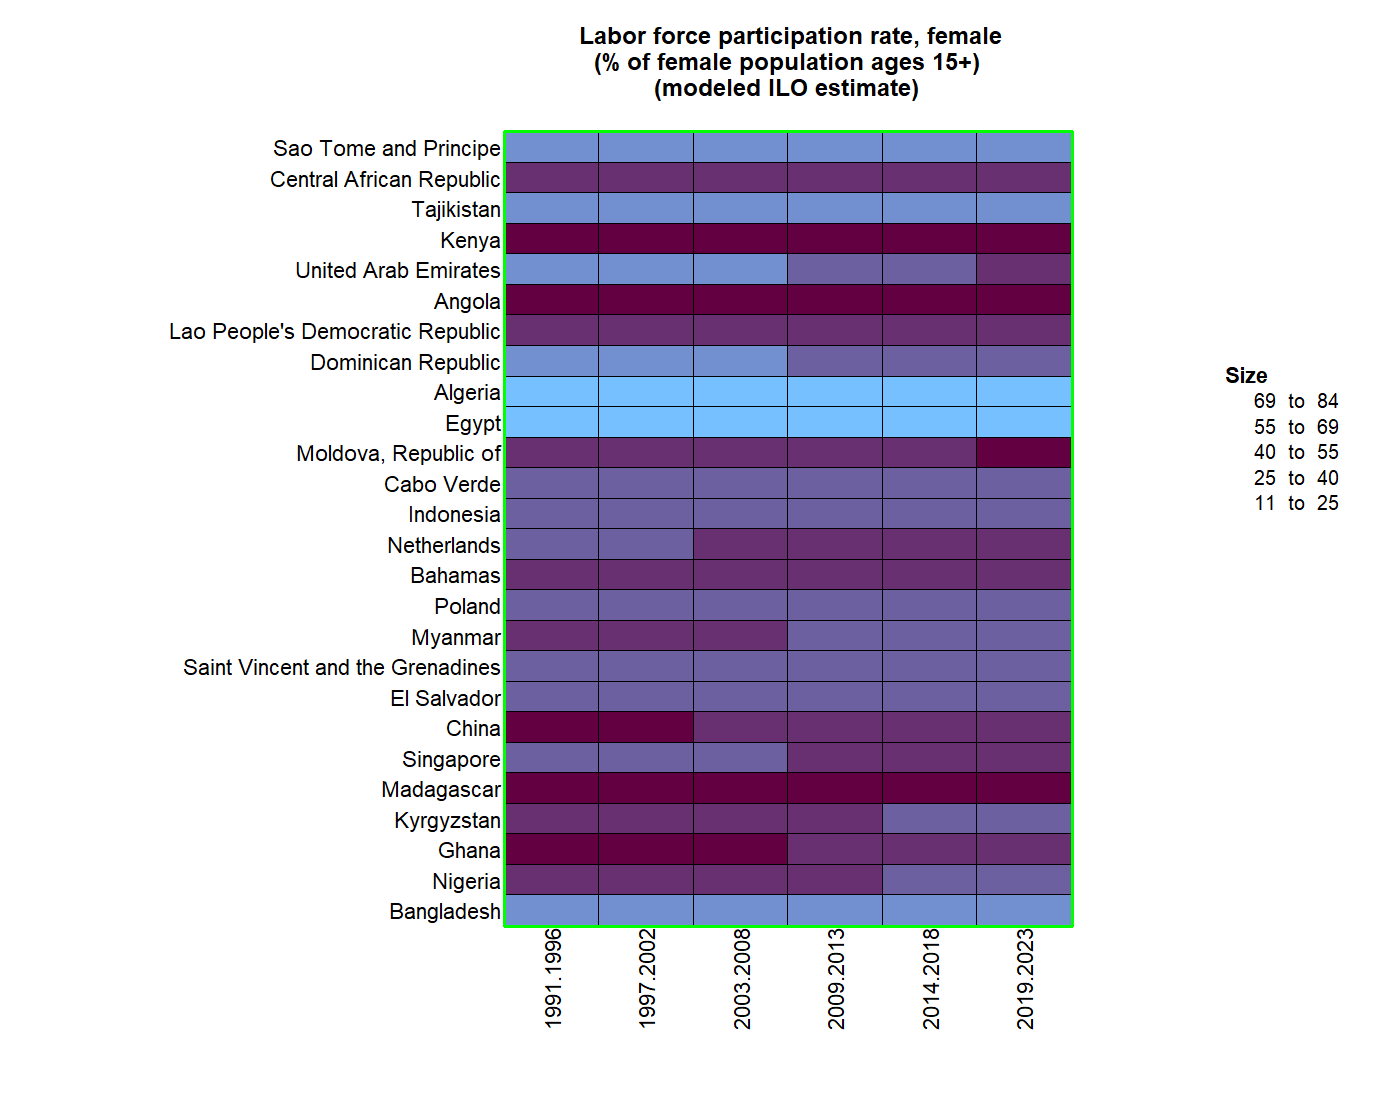 Labor force participation rate, female
(% of female population ages 15+)
(modeled ILO estimate)
Sao Tome and Principe
Central African Republic
Tajikistan
Kenya
United Arab Emirates
Angola
Lao People's Democratic Republic
Dominican Republic
Algeria
Egypt
Moldova, Republic of
Cabo Verde
Indonesia
Netherlands
Bahamas
Poland
Myanmar
Saint Vincent and the Grenadines
El Salvador
China
Singapore
Madagascar
Kyrgyzstan
Ghana
Nigeria
Bangladesh
1991.1996
1997.2002
2003.2008
2009.2013
2014.2018
2019.2023
Size
69 to 84
55 to 69
40 to 55
25 to 40
11 to 25